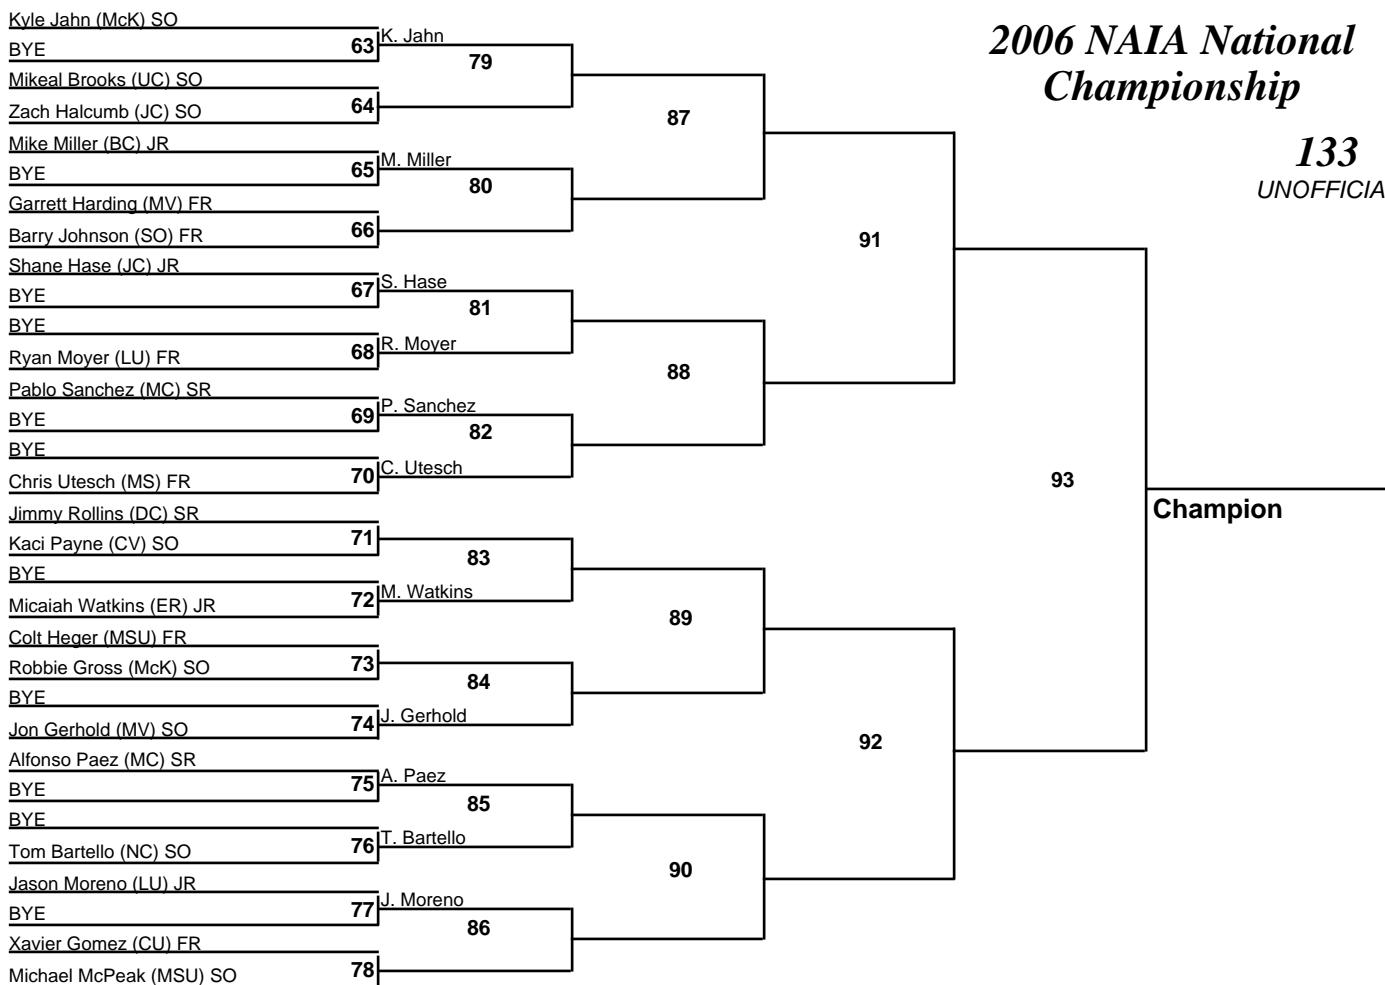 Kyle Jahn (McK) SO
BYE
63
K. Jahn
79
Mikeal Brooks (UC) SO
Zach Halcumb (JC) SO
64
87
Mike Miller (BC) JR
BYE
65
M. Miller
80
Garrett Harding (MV) FR
Barry Johnson (SO) FR
66
91
Shane Hase (JC) JR
BYE
67
S. Hase
81
BYE
Ryan Moyer (LU) FR
68
R. Moyer
88
Pablo Sanchez (MC) SR
BYE
69
P. Sanchez
82
BYE
Chris Utesch (MS) FR
70
C. Utesch
93
Champion
Jimmy Rollins (DC) SR
Kaci Payne (CV) SO
71
83
BYE
Micaiah Watkins (ER) JR
72
M. Watkins
89
Colt Heger (MSU) FR
Robbie Gross (McK) SO
73
84
BYE
Jon Gerhold (MV) SO
74
J. Gerhold
92
Alfonso Paez (MC) SR
BYE
75
A. Paez
85
BYE
Tom Bartello (NC) SO
76
T. Bartello
90
Jason Moreno (LU) JR
BYE
77
J. Moreno
86
Xavier Gomez (CU) FR
Michael McPeak (MSU) SO
78
2006 NAIA National
Championship
133
UNOFFICIA